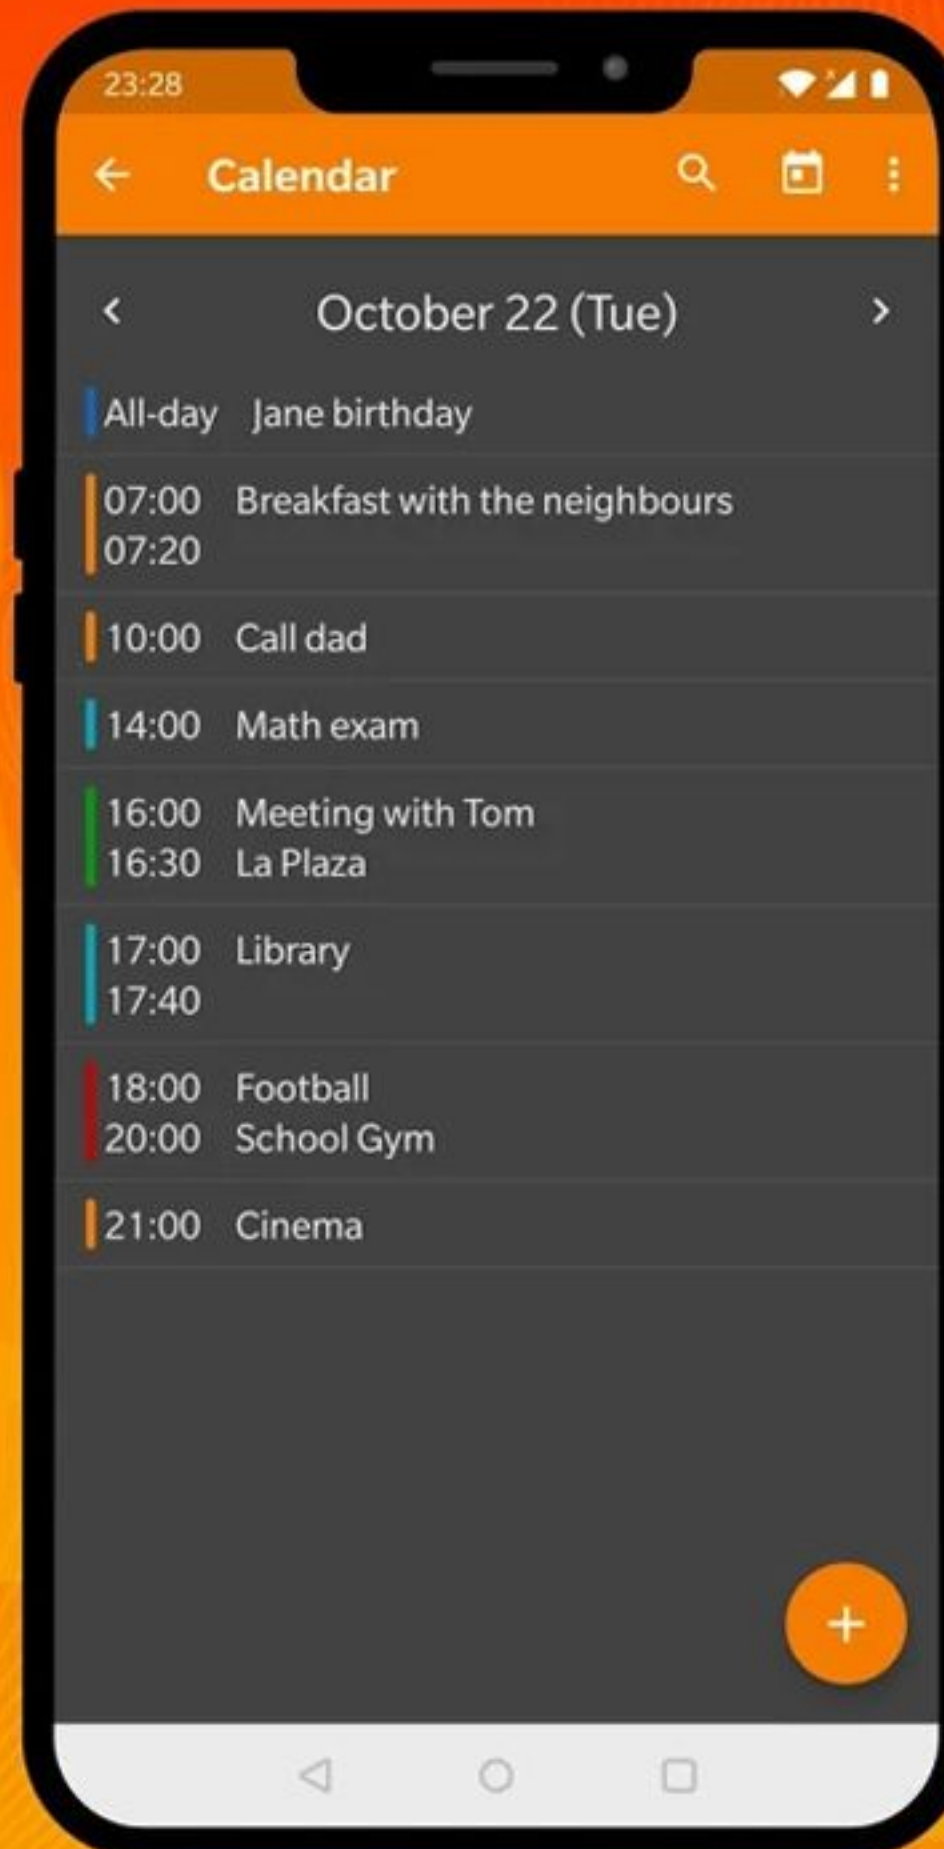 23:28
Calendar
October 22 (Tue)
All-day Jane birthday
07:00 Breakfast with the neighbours
07:20
10:00 Call dad
14:00 Math exam
16:00 Meeting with Tom
16:30 La Plaza
17:00 Library
17:40
18:00 Football
20:00 School Gym
21:00 Cinema